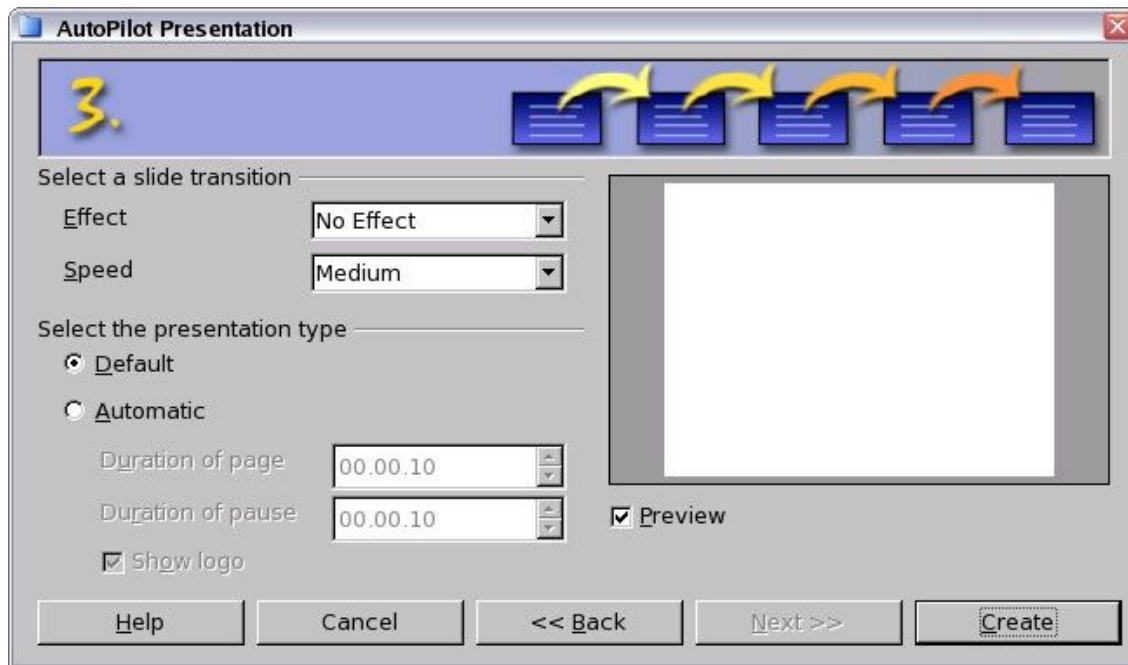 AutoPilot Presentation
3.
Select a slide transition
Effect
No Effect
Speed
Medium
Select the presentation type
Default
Automatic
Duration of page
00.00.10
Duration of pause
00.00.10
Show logo
Preview
Help
Cancel
<< Back
Next >>
Create